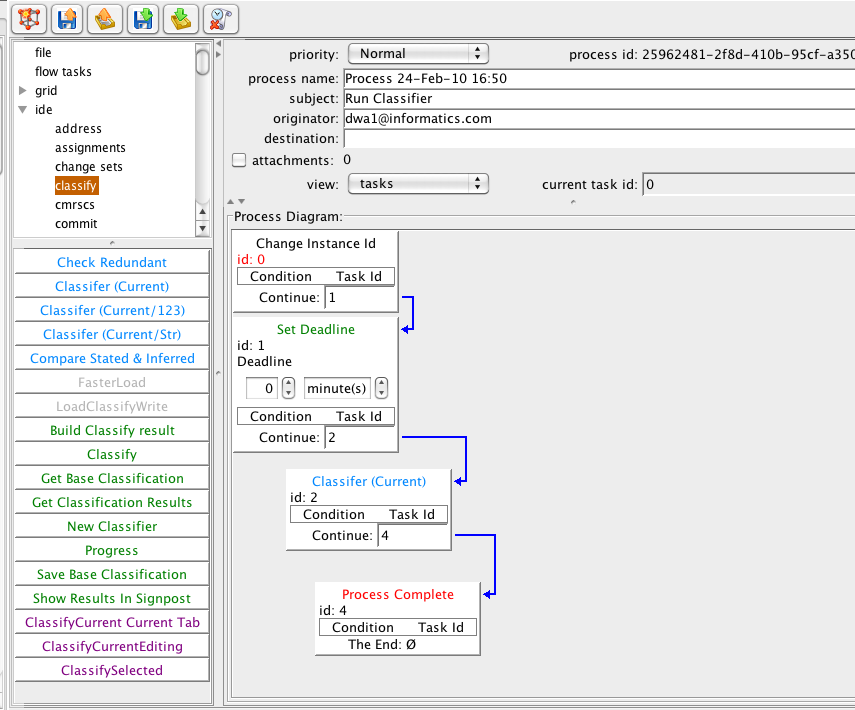 file
flow tasks
grid
ide
address
assignments
change sets
classify
cmrscs
commit
Check Redundant
Classifer (Current)
Classifer (Current/123)
Classifer (Current/Str)
Compare Stated & Inferred
FasterLoad
LoadClassifyWrite
Build Classify result
Classify
Get Base Classification
Get Classification Results
New Classifier
Progress
Save Base Classification
Show Results In Signpost
ClassifyCurrent Current Tab
ClassifyCurrentEditing
ClassifySelected
priority: Normal process id: 25962481-2f8d-410b-95cf-a350
process name: Process 24-Feb-10 16:50
subject: Run Classifier
originator: dwa1@informatics.com
destination:
attachments: 0
view: tasks current task id: 0
Process Diagram:
Change Instance Id
id: 0
Condition Task Id
Continue: 1
Set Deadline
id: 1
Deadline
0 minute(s)
Condition Task Id
Continue: 2
Classifer (Current)
id: 2
Condition Task Id
Continue: 4
Process Complete
id: 4
Condition Task Id
The End: Ø